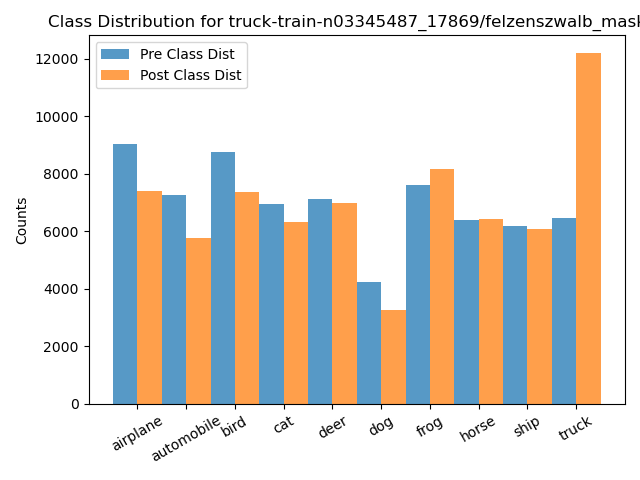 Class Distribution for truck-train-n03345487_17869/felzenszwalb_mask
Pre Class Dist
Post Class Dist
Counts
12000
10000
8000
6000
4000
2000
0
airplane
automobile
bird
cat
deer
dog
frog
horse
ship
truck